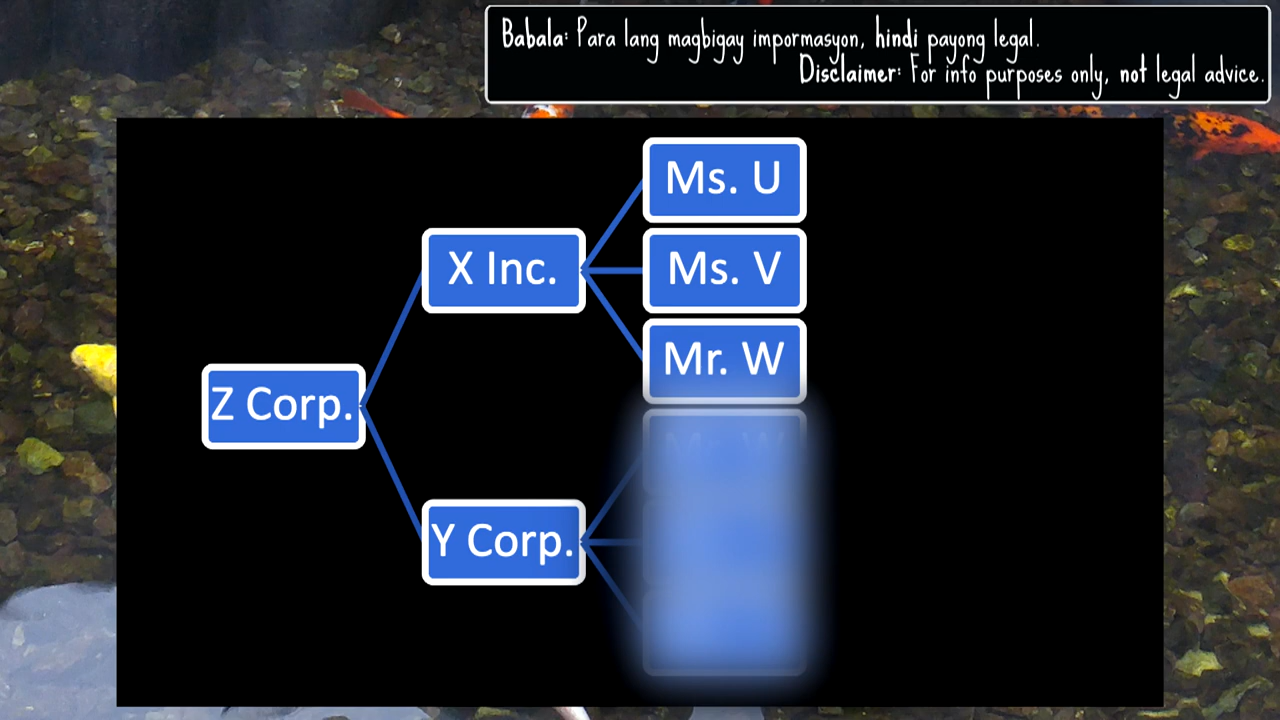 Babala: Para lang magbigay impormasyon, hindi payong legal.
Disclaimer: For info purposes only, not legal advice.
Ms. U
X Inc.
Ms. V
Mr. W
Z Corp.
Y Corp.